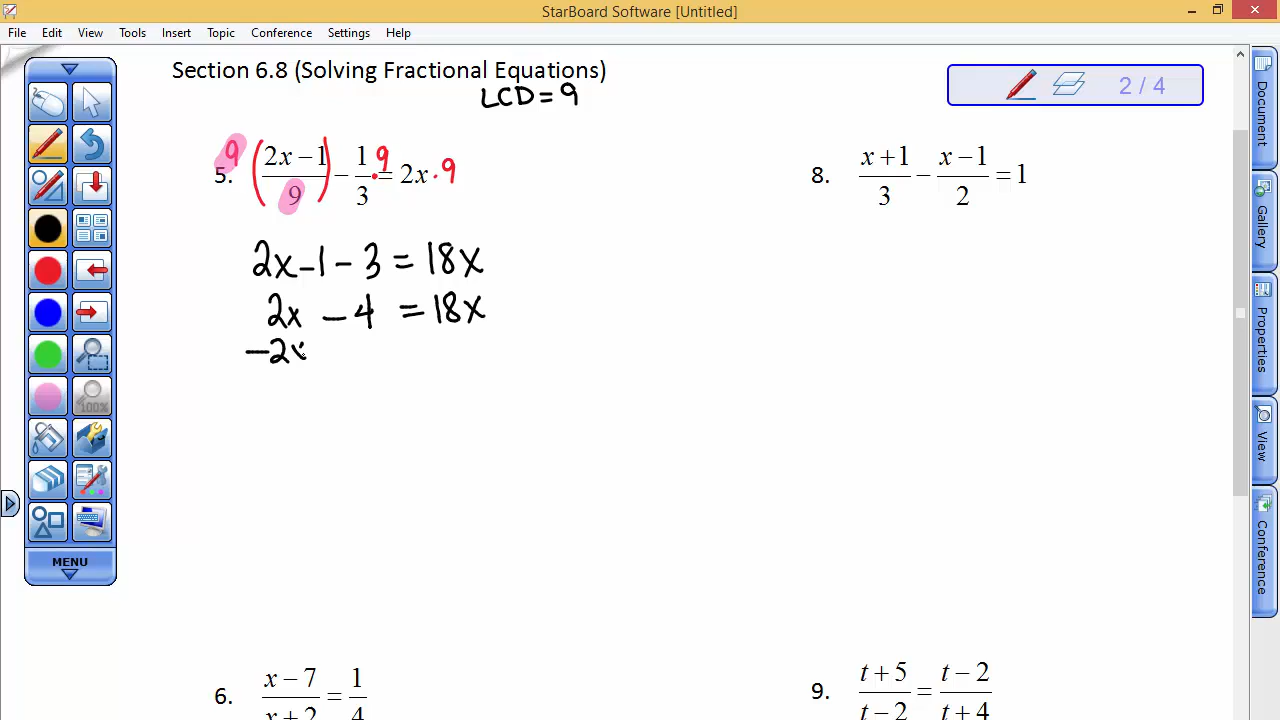 StarBoard Software [Untitled]
File Edit View Tools Insert Topic Conference Settings Help
Section 6.8 (Solving Fractional Equations)
LCD = 9
2 / 4
5. 9 ((2x − 1)/9) − 1/3 · 9 = 2x · 9
2x - 1 - 3 = 18x
2x - 4 = 18x
-2x
8. (x + 1)/3 − (x − 1)/2 = 1
6. (x − 7)/(x + 2) = 1/4
9. (t + 5)/(t − 2) = (t − 2)/(t + 4)
100%
MENU
Document
Gallery
Properties
View
Conference